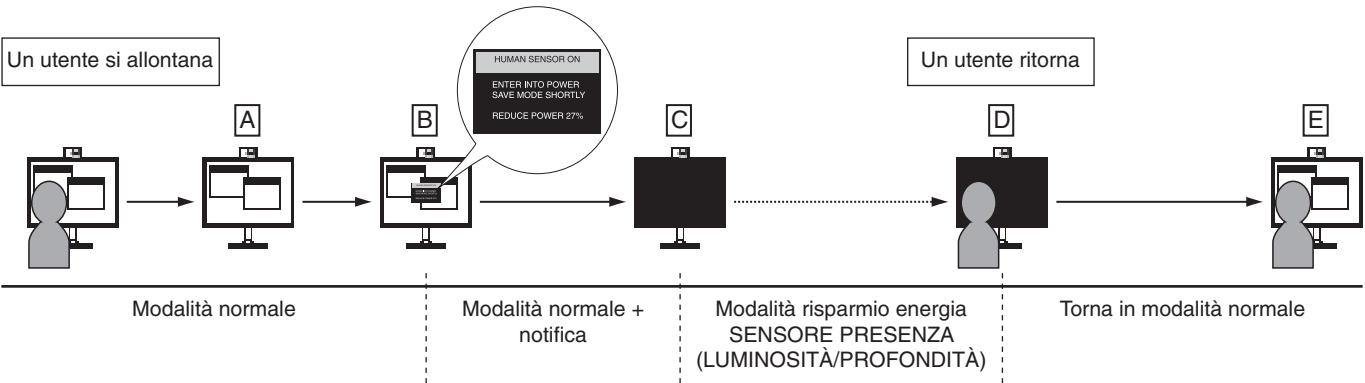 Un utente si allontana
HUMAN SENSOR ON
ENTER INTO POWER
SAVE MODE SHORTLY
REDUCE POWER 27%
Un utente ritorna
A
B
C
D
E
Modalità normale
Modalità normale +
notifica
Modalità risparmio energia
SENSORE PRESENZA
(LUMINOSITÀ/PROFONDITÀ)
Torna in modalità normale